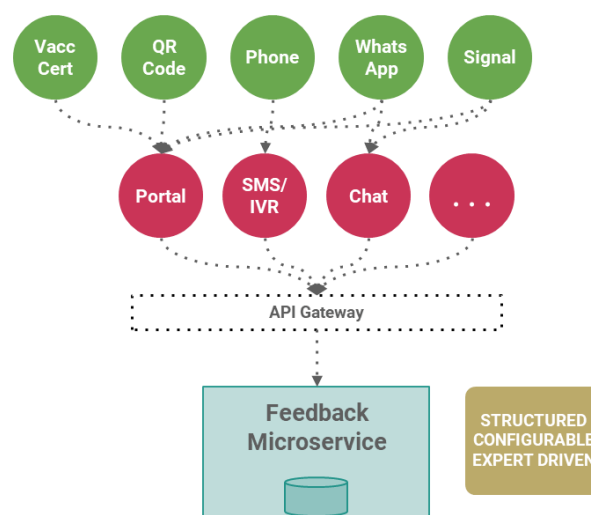 Vacc
Cert
QR
Code
Phone
Whats
App
Signal
Portal
SMS/
IVR
Chat
. . .
API Gateway
Feedback
Microservice
STRUCTURED
CONFIGURABLE
EXPERT DRIVEN